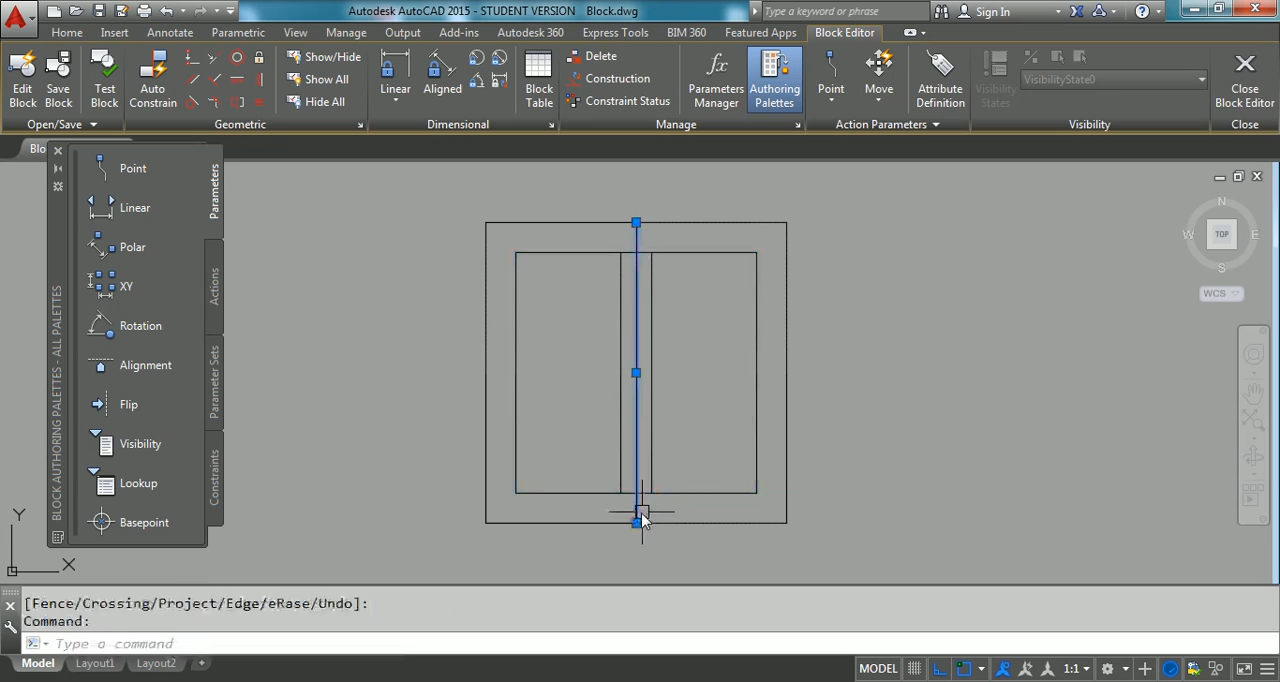 Autodesk AutoCAD 2015 - STUDENT VERSION Block.dwg
Type a keyword or phrase
Sign In
Home Insert Annotate Parametric View Manage Output Add-ins Autodesk 360 Express Tools BIM 360 Featured Apps Block Editor
Edit Block
Save Block
Test Block
Open/Save
Auto Constrain
Show/Hide
Show All
Hide All
Geometric
Linear
Aligned
Dimensional
Block Table
Delete
Construction
Constraint Status
Parameters Manager
Authoring Palettes
Manage
Point
Move
Attribute Definition
Action Parameters
Visibility States
VisibilityState0
Visibility
Close Block Editor
Close
Blo
Point
Linear
Polar
XY
Rotation
Alignment
Flip
Visibility
Lookup
Basepoint
Parameters
Actions
Parameter Sets
Constraints
BLOCK AUTHORING PALETTES - ALL PALETTES
N
W TOP E
S
WCS
Y
X
[Fence/Crossing/Project/Edge/eRase/Undo]:
Command:
Type a command
Model Layout1 Layout2 +
MODEL
1:1